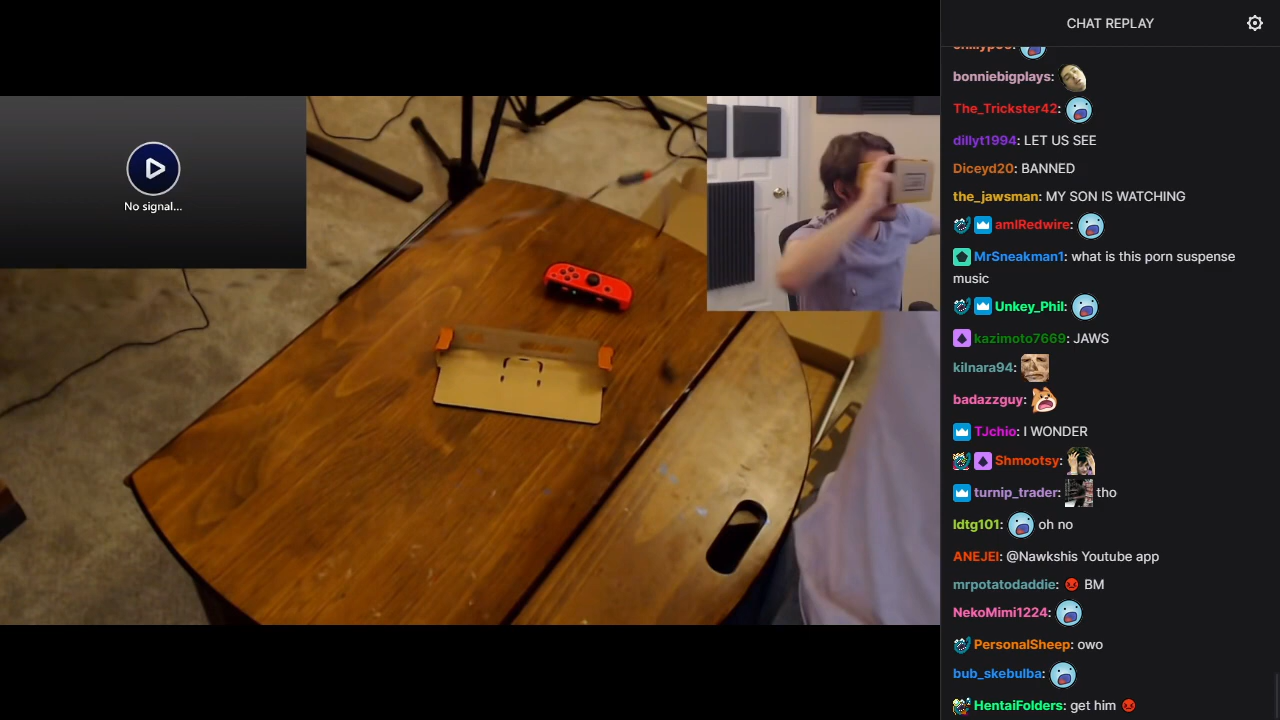 CHAT REPLAY
No signal...
bonniebigplays:
The_Trickster42:
dillyt1994: LET US SEE
Diceyd20: BANNED
the_jawsman: MY SON IS WATCHING
amIRedwire:
MrSneakman1: what is this porn suspense
music
Unkey_Phil:
kazimoto7669: JAWS
kilnara94:
badazzguy:
TJchio: I WONDER
Shmootsy:
turnip_trader: tho
ldtg101: oh no
ANEJEI: @Nawkshis Youtube app
mrpotatodaddie: BM
NekoMimi1224:
PersonalSheep: owo
bub_skebulba:
HentaiFolders: get him